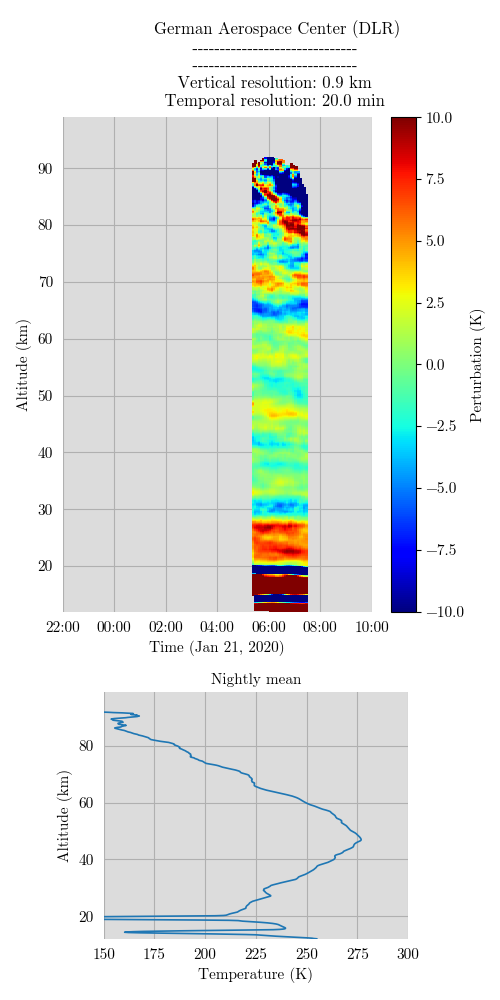 German Aerospace Center (DLR)
------------------------------
------------------------------
Vertical resolution: 0.9 km
Temporal resolution: 20.0 min
90
80
70
60
50
40
30
20
Altitude (km)
22:00 00:00 02:00 04:00 06:00 08:00 10:00
Time (Jan 21, 2020)
10.0
7.5
5.0
2.5
0.0
−2.5
−5.0
−7.5
−10.0
Perturbation (K)
Nightly mean
80
60
40
20
Altitude (km)
150 175 200 225 250 275 300
Temperature (K)